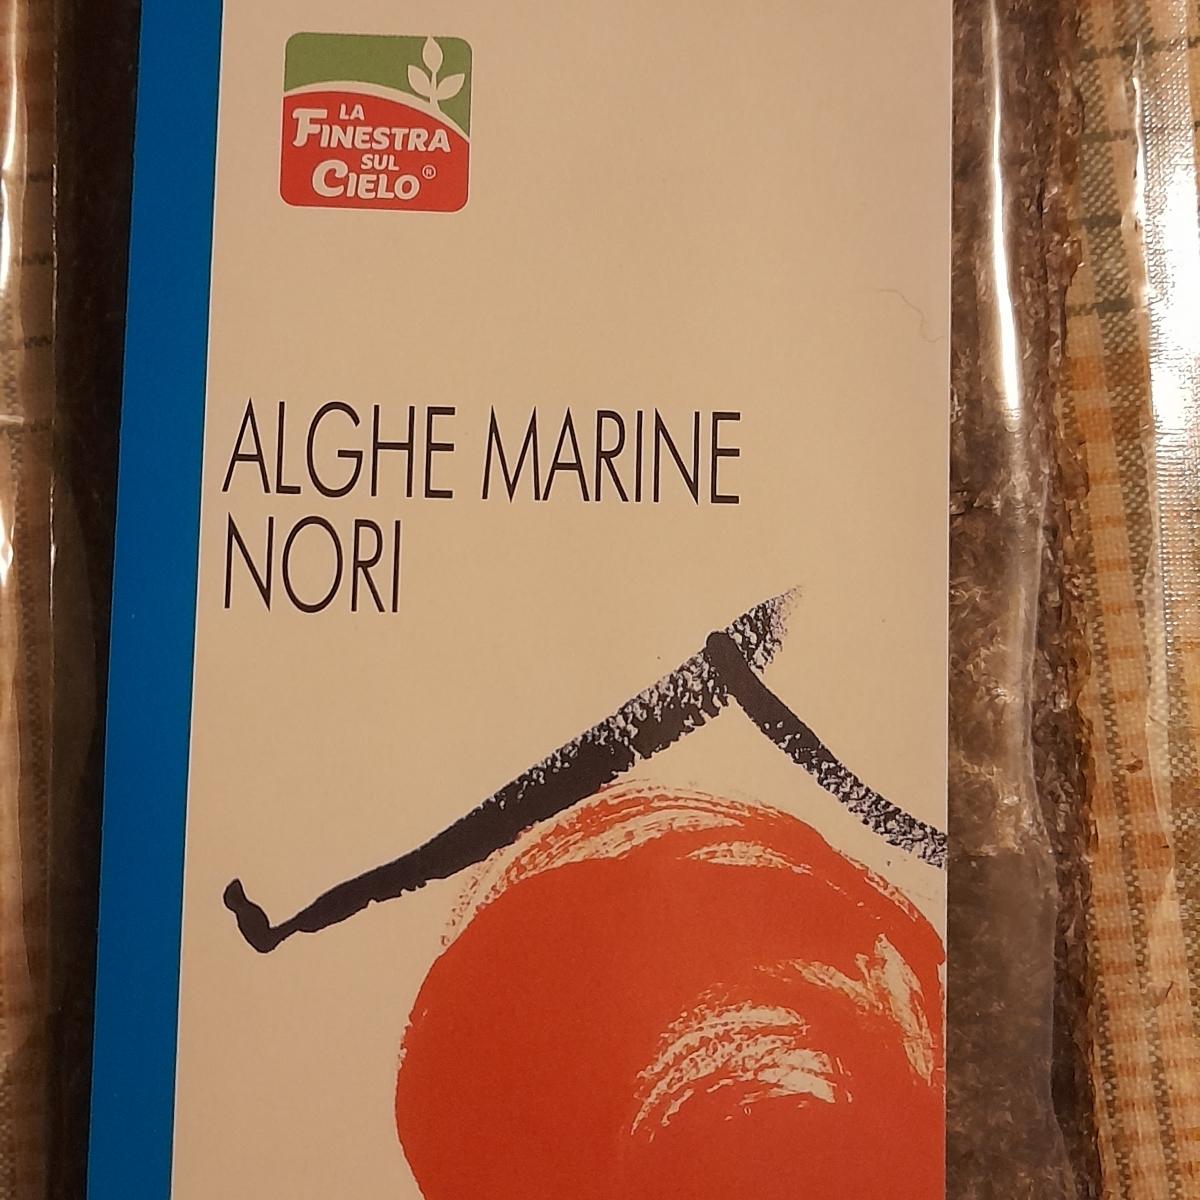 LA
FINESTRA
SUL
CIELO®
ALGHE MARINE
NORI